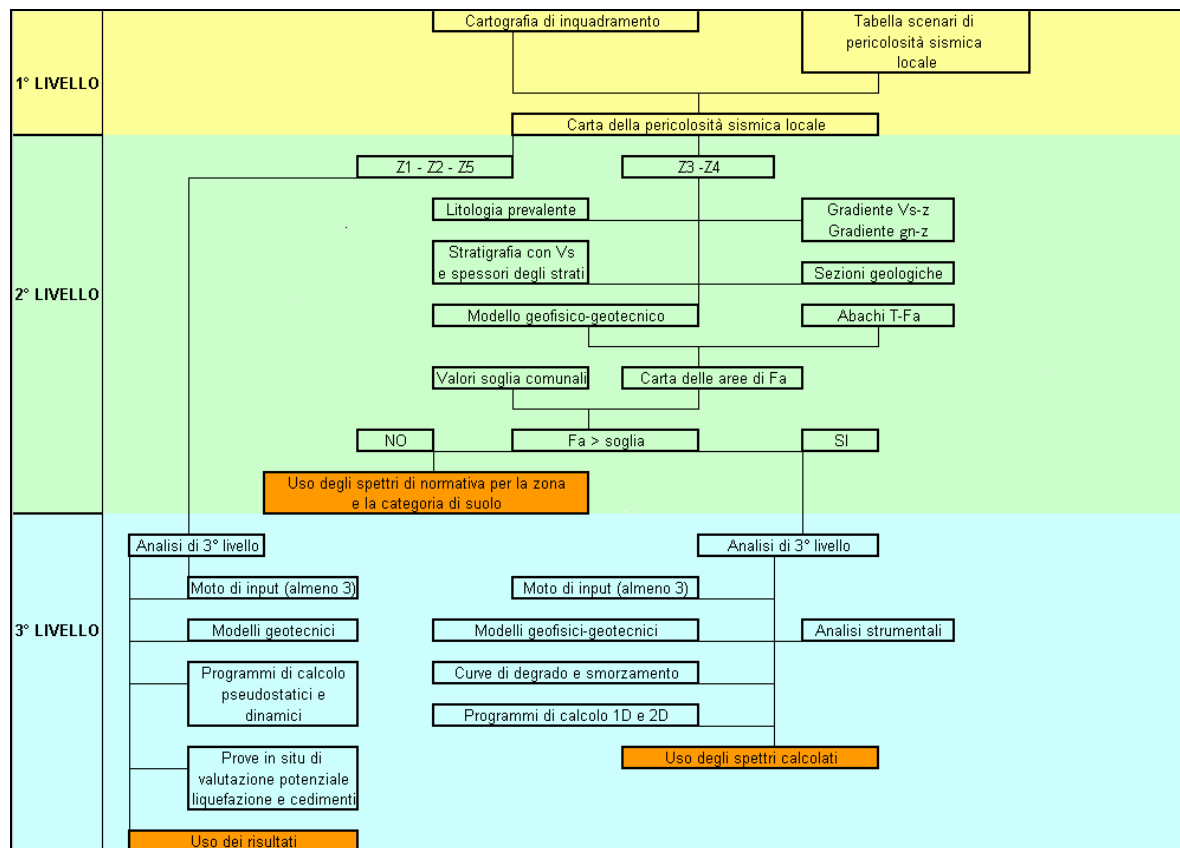 Cartografia di inquadramento
Tabella scenari di
pericolosità sismica
locale
1° LIVELLO
Carta della pericolosità sismica locale
Z1 - Z2 - Z5
Z3 -Z4
Litologia prevalente
Gradiente Vs-z
Gradiente gn-z
Stratigrafia con Vs
e spessori degli strati
Sezioni geologiche
2° LIVELLO
Modello geofisico-geotecnico
Abachi T-Fa
Valori soglia comunali
Carta delle aree di Fa
NO
Fa > soglia
SI
Uso degli spettri di normativa per la zona
e la categoria di suolo
Analisi di 3° livello
Analisi di 3° livello
Moto di input (almeno 3)
Moto di input (almeno 3)
3° LIVELLO
Modelli geotecnici
Modelli geofisici-geotecnici
Analisi strumentali
Programmi di calcolo
pseudostatici e
dinamici
Curve di degrado e smorzamento
Programmi di calcolo 1D e 2D
Uso degli spettri calcolati
Prove in situ di
valutazione potenziale
liquefazione e cedimenti
Uso dei risultati